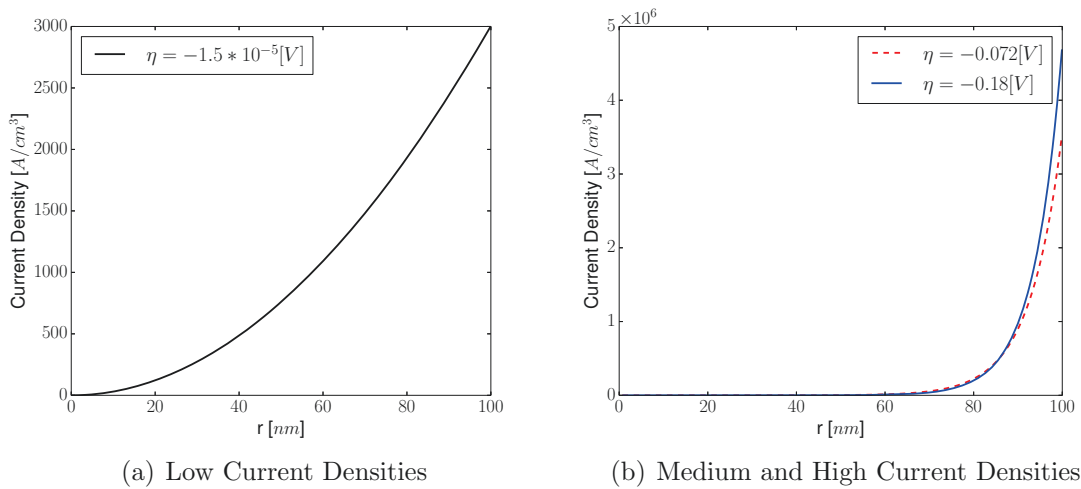 3000
2500
2000
1500
1000
500
0
Current Density [A/cm³]
η = −1.5 * 10⁻⁵[V]
0 20 40 60 80 100
r [nm]
(a) Low Current Densities
×10⁶
5
4
3
2
1
0
Current Density [A/cm³]
η = −0.072[V]
η = −0.18[V]
0 20 40 60 80 100
r [nm]
(b) Medium and High Current Densities